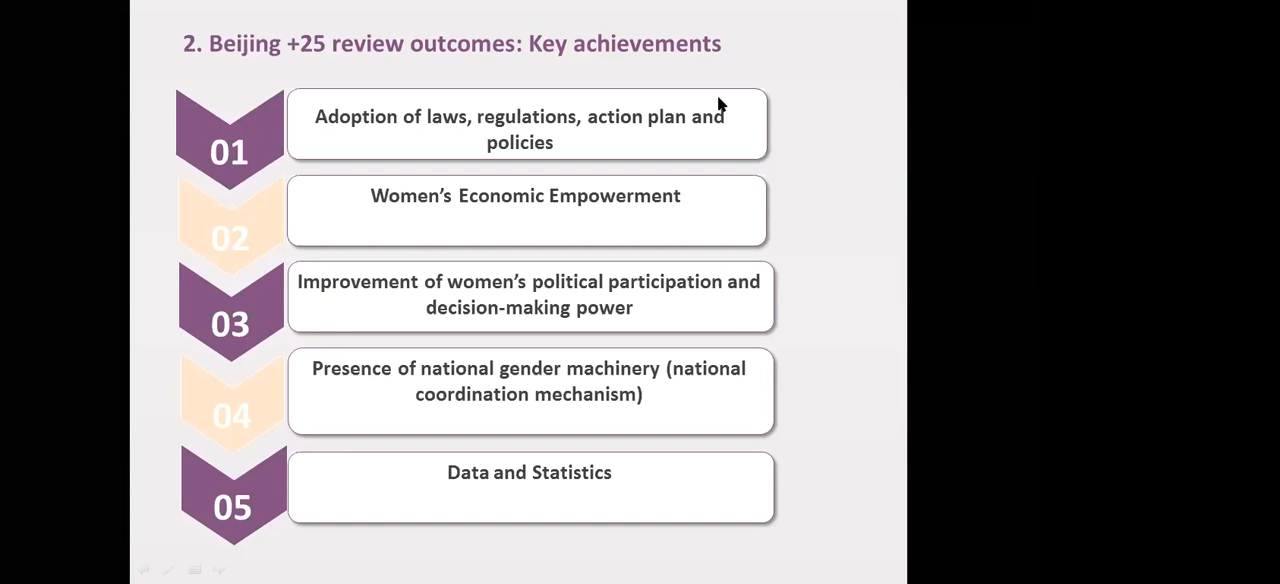 2. Beijing +25 review outcomes: Key achievements
01
Adoption of laws, regulations, action plan and
policies
02
Women’s Economic Empowerment
03
Improvement of women’s political participation and
decision-making power
04
Presence of national gender machinery (national
coordination mechanism)
05
Data and Statistics